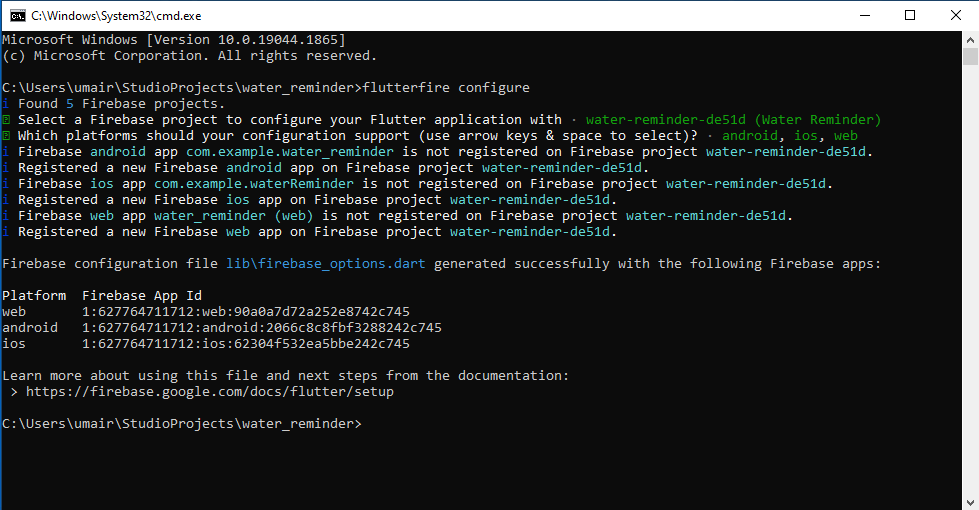 C:\Windows\System32\cmd.exe
Microsoft Windows [Version 10.0.19044.1865]
(c) Microsoft Corporation. All rights reserved.
C:\Users\umair\StudioProjects\water_reminder>flutterfire configure
i Found 5 Firebase projects.
Select a Firebase project to configure your Flutter application with · water-reminder-de51d (Water Reminder)
Which platforms should your configuration support (use arrow keys & space to select)? · android, ios, web
i Firebase android app com.example.water_reminder is not registered on Firebase project water-reminder-de51d.
i Registered a new Firebase android app on Firebase project water-reminder-de51d.
i Firebase ios app com.example.waterReminder is not registered on Firebase project water-reminder-de51d.
i Registered a new Firebase ios app on Firebase project water-reminder-de51d.
i Firebase web app water_reminder (web) is not registered on Firebase project water-reminder-de51d.
i Registered a new Firebase web app on Firebase project water-reminder-de51d.
Firebase configuration file lib\firebase_options.dart generated successfully with the following Firebase apps:
Platform  Firebase App Id
web       1:627764711712:web:90a0a7d72a252e8742c745
android   1:627764711712:android:2066c8c8fbf3288242c745
ios       1:627764711712:ios:62304f532ea5bbe242c745
Learn more about using this file and next steps from the documentation:
> https://firebase.google.com/docs/flutter/setup
C:\Users\umair\StudioProjects\water_reminder>